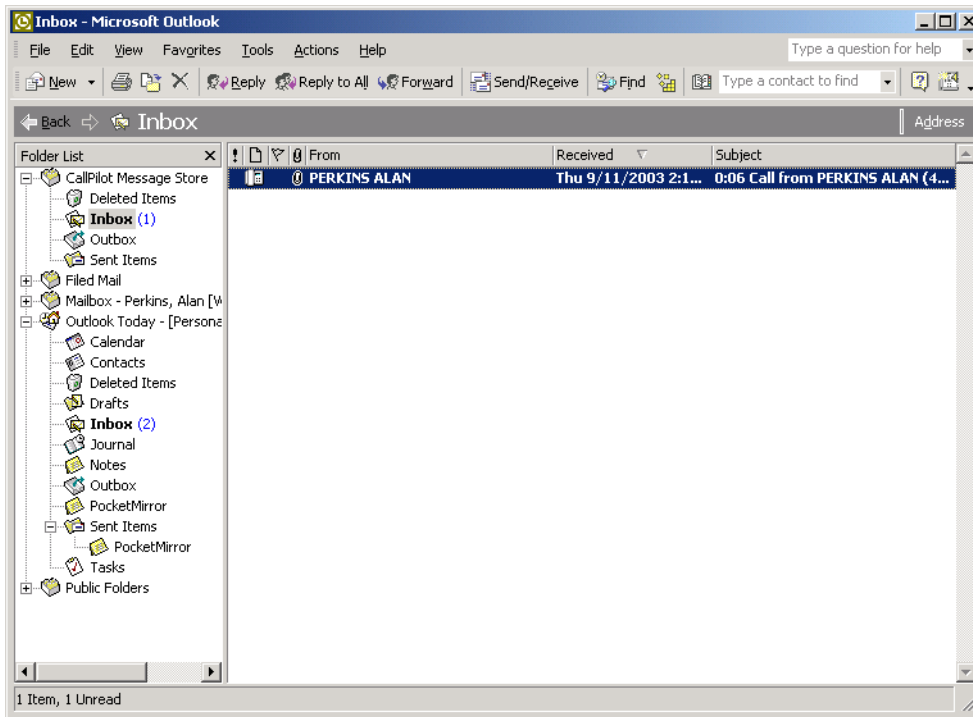 Inbox - Microsoft Outlook
File Edit View Favorites Tools Actions Help Type a question for help
New Reply Reply to All Forward Send/Receive Find Type a contact to find
Back Inbox Address
Folder List
! From Received Subject
CallPilot Message Store
PERKINS ALAN Thu 9/11/2003 2:1... 0:06 Call from PERKINS ALAN (4...
Deleted Items
Inbox (1)
Outbox
Sent Items
Filed Mail
Mailbox - Perkins, Alan [
Outlook Today - [Persona
Calendar
Contacts
Deleted Items
Drafts
Inbox (2)
Journal
Notes
Outbox
PocketMirror
Sent Items
PocketMirror
Tasks
Public Folders
1 Item, 1 Unread